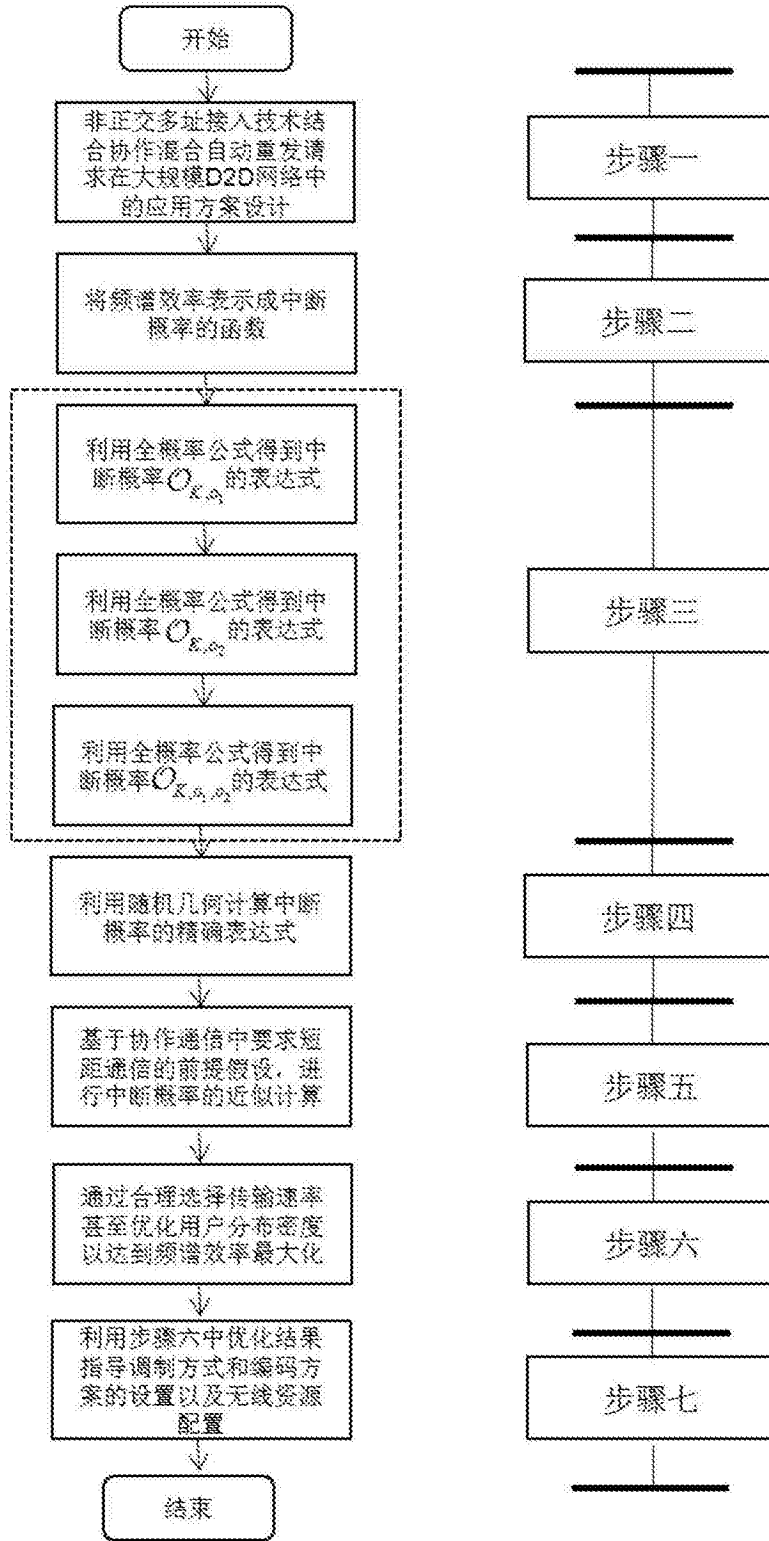 开始
非正交多址接入技术结
合协作混合自动重发请
求在大规模D2D网络中
的应用方案设计
步骤一
将频谱效率表示成中断
概率的函数
步骤二
利用全概率公式得到中
断概率𝒪_{K,o₁}的表达式
利用全概率公式得到中
断概率𝒪_{K,o₂}的表达式
利用全概率公式得到中
断概率𝒪_{K,o₁,o₂}的表达式
步骤三
利用随机几何计算中断
概率的精确表达式
步骤四
基于协作通信中要求短
距通信的前提假设,进
行中断概率的近似计算
步骤五
通过合理选择传输速率
甚至优化用户分布密度
以达到频谱效率最大化
步骤六
利用步骤六中优化结果
指导调制方式和编码方
案的设置以及无线资源
配置
步骤七
结束